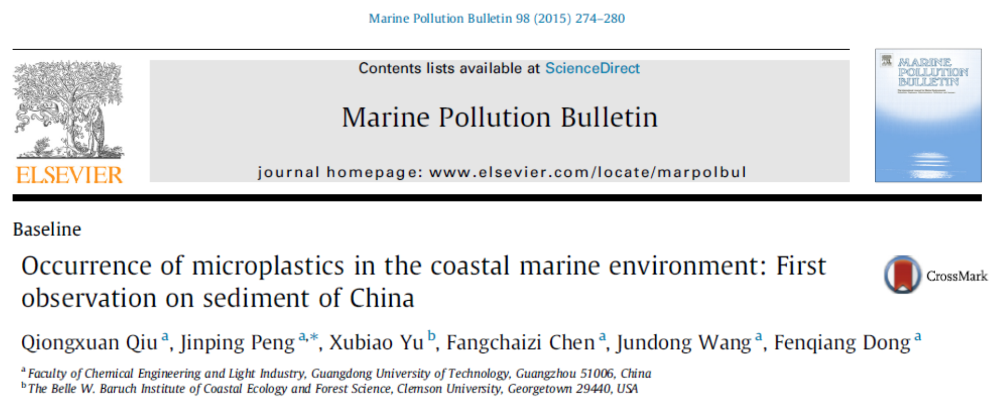 Marine Pollution Bulletin 98 (2015) 274–280
Contents lists available at ScienceDirect
Marine Pollution Bulletin
journal homepage: www.elsevier.com/locate/marpolbul
ELSEVIER
MARINE
POLLUTION
BULLETIN
Baseline
Occurrence of microplastics in the coastal marine environment: First
observation on sediment of China
CrossMark
Qiongxuan Qiu a, Jinping Peng a,*, Xubiao Yu b, Fangchaizi Chen a, Jundong Wang a, Fenqiang Dong a
a Faculty of Chemical Engineering and Light Industry, Guangdong University of Technology, Guangzhou 51006, China
b The Belle W. Baruch Institute of Coastal Ecology and Forest Science, Clemson University, Georgetown 29440, USA